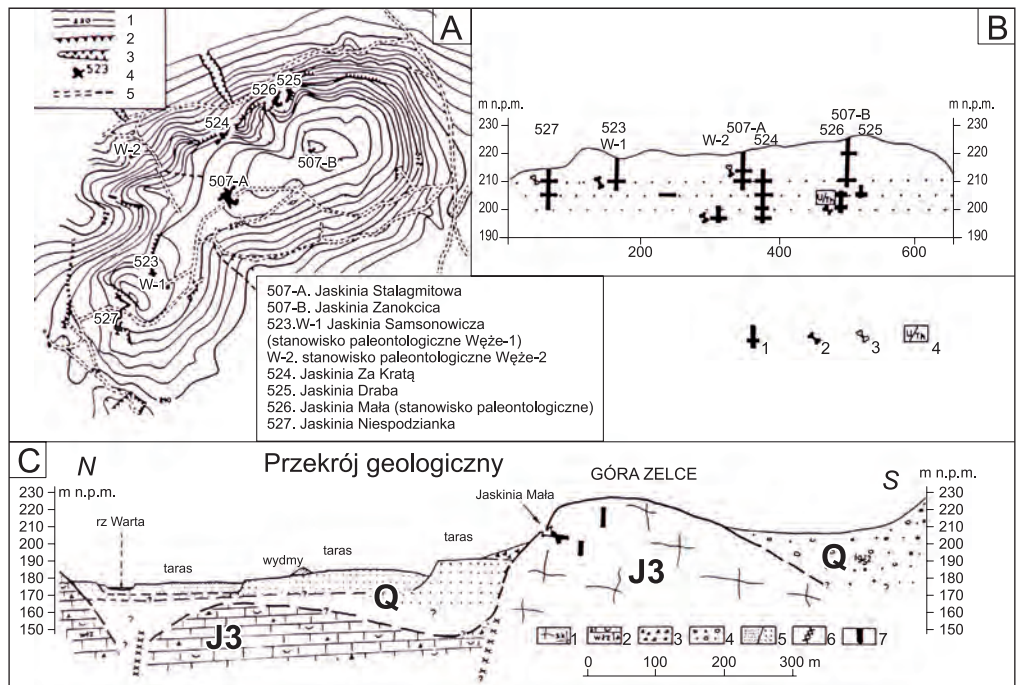 A
230
1
2
3
523
4
5
525
526
524
W-2
507-B
507-A
523
W-1
527
210
507-A. Jaskinia Stalagmitowa
507-B. Jaskinia Zanokcica
523.W-1 Jaskinia Samsonowicza
(stanowisko paleontologiczne Węże-1)
W-2. stanowisko paleontologiczne Węże-2
524. Jaskinia Za Kratą
525. Jaskinia Draba
526. Jaskinia Mała (stanowisko paleontologiczne)
527. Jaskinia Niespodzianka
B
m n.p.m.
230
220
210
200
190
527
523
W-1
W-2
507-A
524
507-B
526 525
U/Th
0 200 400 600
1 2 3 U/Th 4
C
N
Przekrój geologiczny
GÓRA ZELCE
S
m n.p.m.
230
220
210
200
190
180
170
160
150
rz Warta
taras
wydmy
taras
taras
Jaskinia Mała
J3
Q
J3
Q
?
?
?
?
m n.p.m.
230
220
210
200
190
180
170
160
150
1 2 3 4 5 6 7
0 100 200 300 m